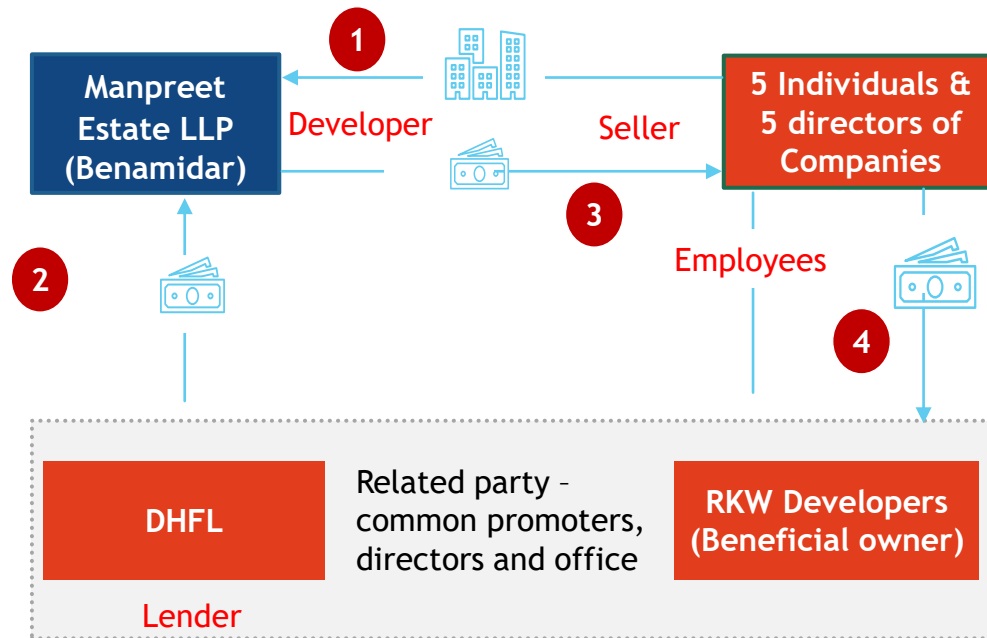 1
Manpreet
Estate LLP
(Benamidar)
5 Individuals &
5 directors of
Companies
Developer
Seller
3
2
Employees
4
DHFL
Related party –
common promoters,
directors and office
RKW Developers
(Beneficial owner)
Lender